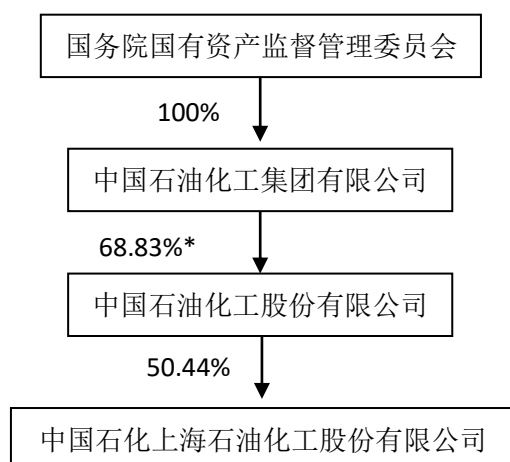 国务院国有资产监督管理委员会
100%
中国石油化工集团有限公司
68.83%*
中国石油化工股份有限公司
50.44%
中国石化上海石油化工股份有限公司